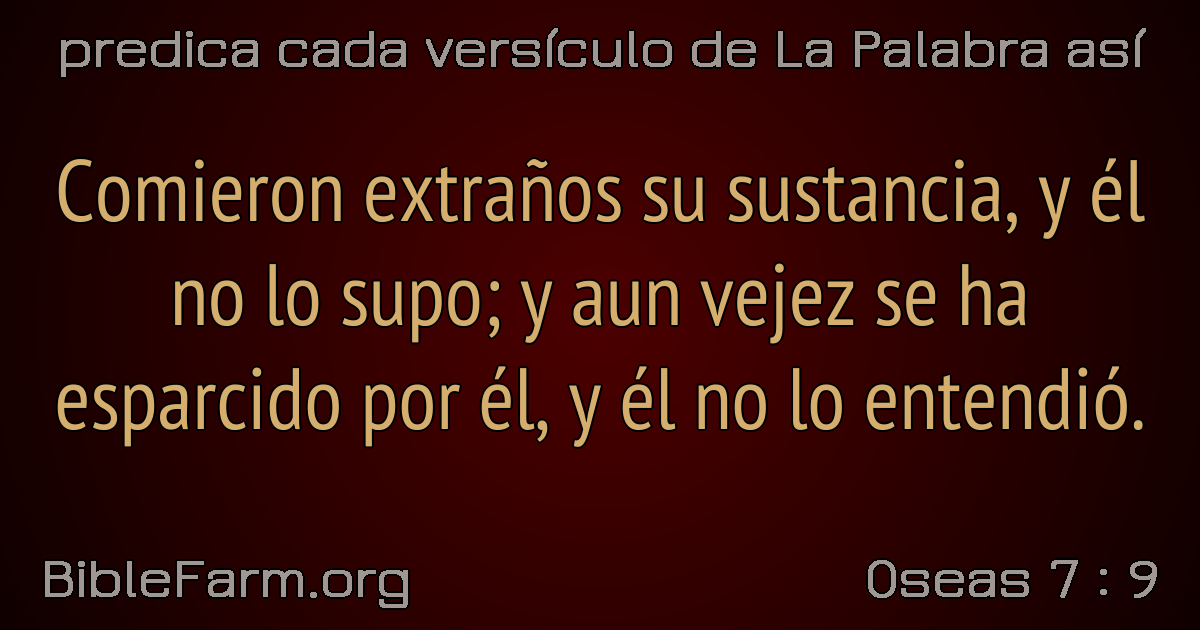 predica cada versículo de La Palabra así
Comieron extraños su sustancia, y él
no lo supo; y aun vejez se ha
esparcido por él, y él no lo entendió.
BibleFarm.org
Oseas 7 : 9